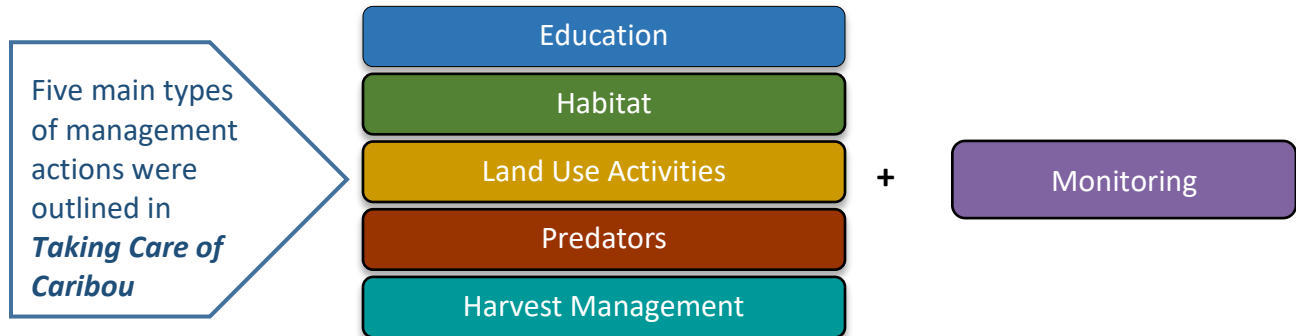 Five main types
of management
actions were
outlined in
Taking Care of
Caribou
Education
Habitat
Land Use Activities
Predators
Harvest Management
+
Monitoring